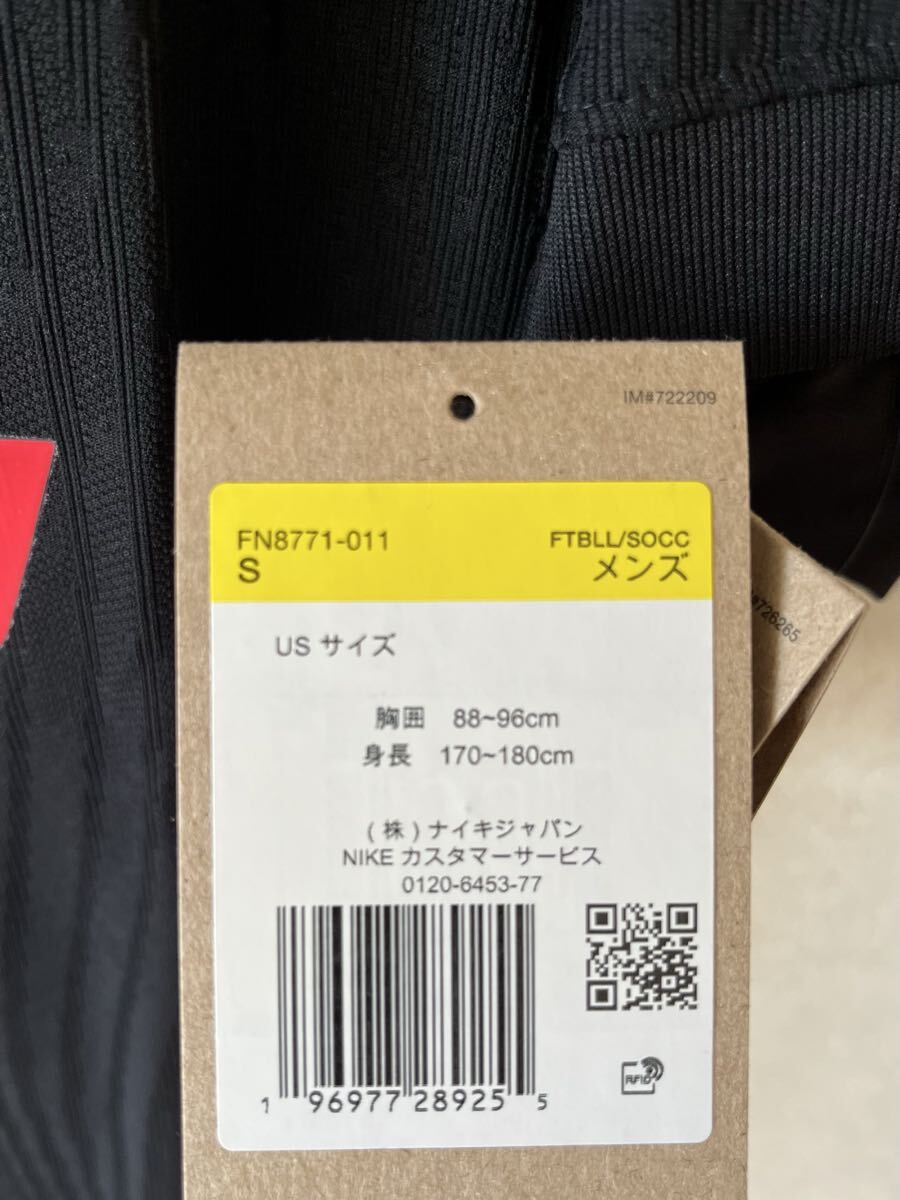 IM#722209
FN8771-011 FTBLL/SOCC
S メンズ
US サイズ
胸囲 88~96cm
身長 170~180cm
(株)ナイキジャパン
NIKE カスタマーサービス
0120-6453-77
RFID
1 96977 28925 5
#726265